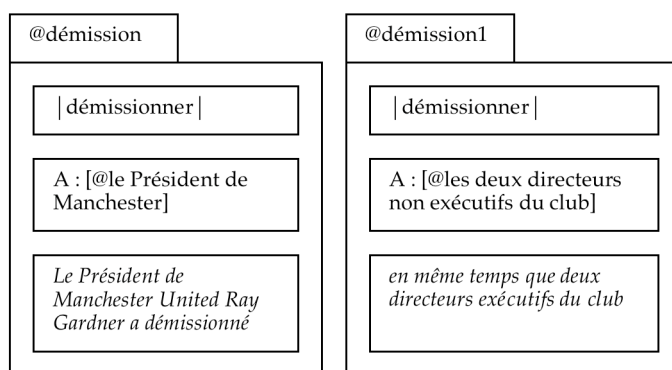 @démission
|démissionner|
A : [@le Président de
Manchester]
Le Président de
Manchester United Ray
Gardner a démissionné
@démission1
|démissionner|
A : [@les deux directeurs
non exécutifs du club]
en même temps que deux
directeurs exécutifs du club